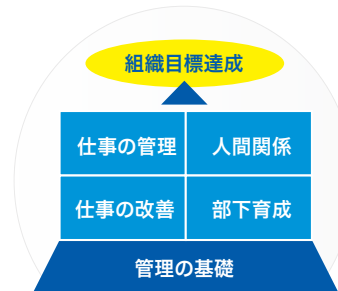 組織目標達成
仕事の管理
人間関係
仕事の改善
部下育成
管理の基礎